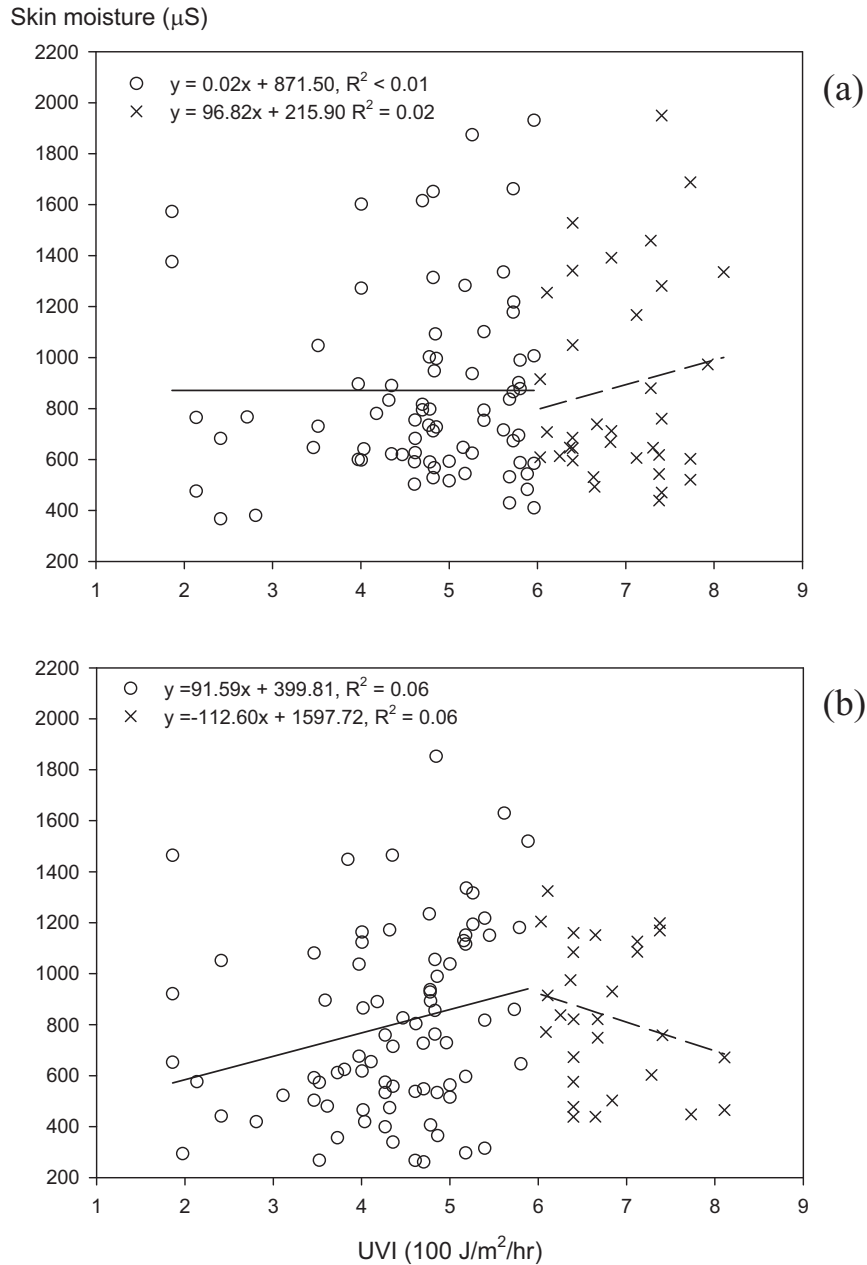 Skin moisture (μS)
2200
y = 0.02x + 871.50, R² < 0.01
(a)
2000
y = 96.82x + 215.90 R² = 0.02
1800
1600
1400
1200
1000
800
600
400
200
1 2 3 4 5 6 7 8 9
2200
y =91.59x + 399.81, R² = 0.06
(b)
2000
y =-112.60x + 1597.72, R² = 0.06
1800
1600
1400
1200
1000
800
600
400
200
1 2 3 4 5 6 7 8 9
UVI (100 J/m²/hr)